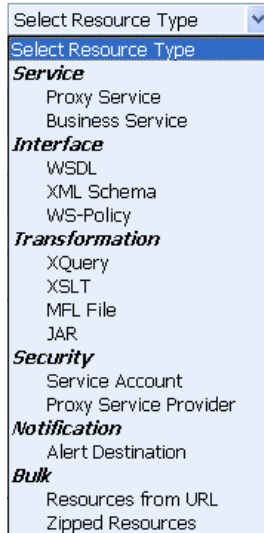 Select Resource Type
Select Resource Type
Service
Proxy Service
Business Service
Interface
WSDL
XML Schema
WS-Policy
Transformation
XQuery
XSLT
MFL File
JAR
Security
Service Account
Proxy Service Provider
Notification
Alert Destination
Bulk
Resources from URL
Zipped Resources